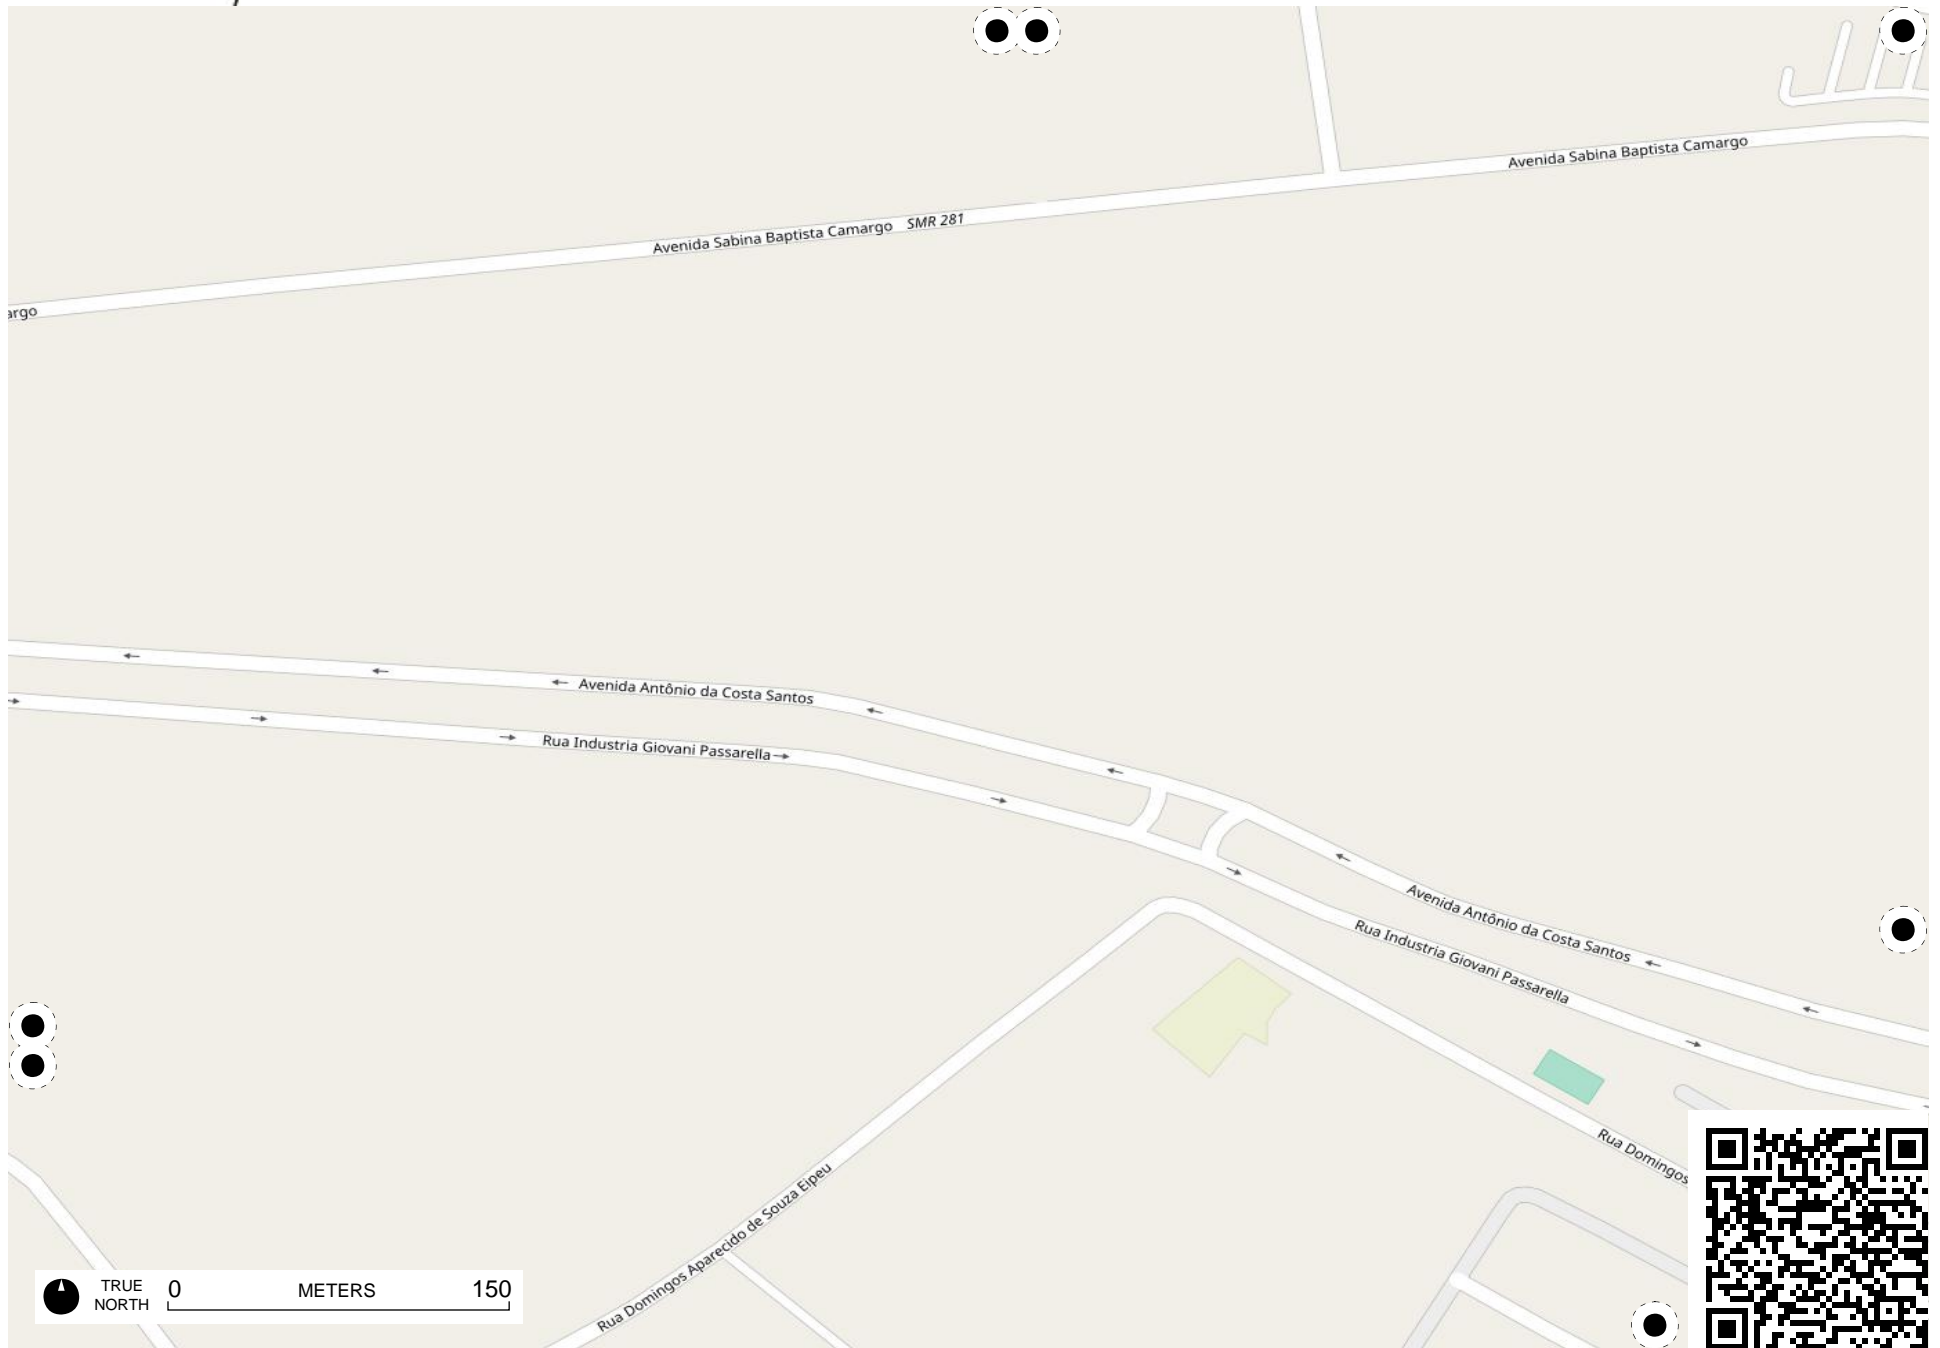 Avenida Sabina Baptista Camargo
Avenida Sabina Baptista Camargo SMR 281
argo
Avenida Antônio da Costa Santos
Rua Industria Giovani Passarella
Avenida Antônio da Costa Santos
Rua Industria Giovani Passarella
Rua Domingos
Rua Domingos Aparecido de Souza Eipeu
TRUE NORTH
0 METERS 150